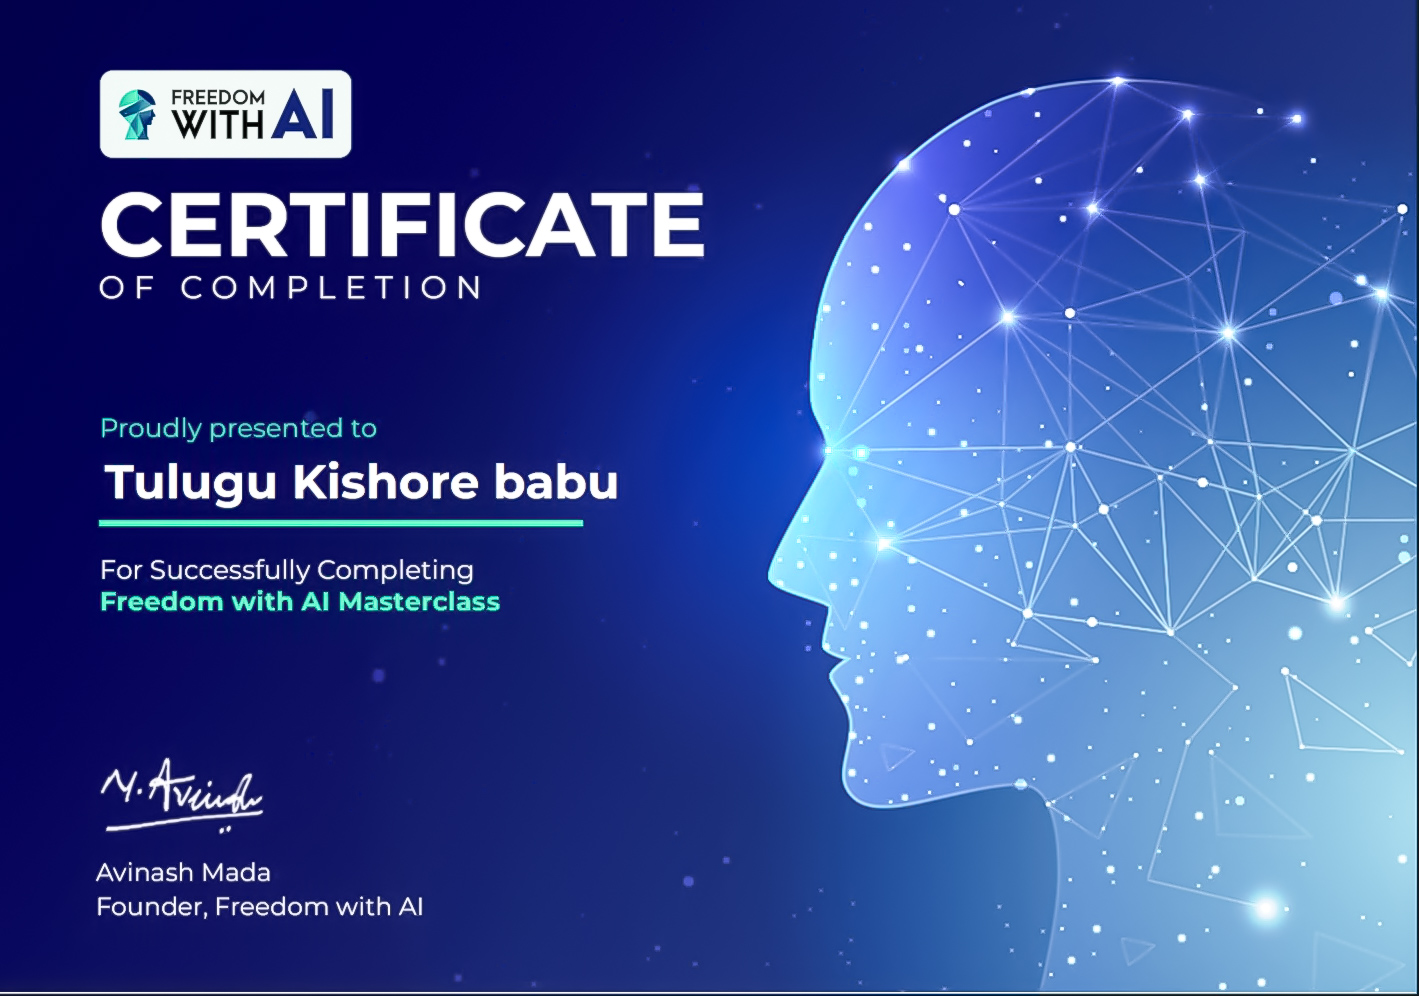 FREEDOM
WITH AI
CERTIFICATE
OF COMPLETION
Proudly presented to
Tulugu Kishore babu
For Successfully Completing
Freedom with AI Masterclass
M. Avinash
Avinash Mada
Founder, Freedom with AI